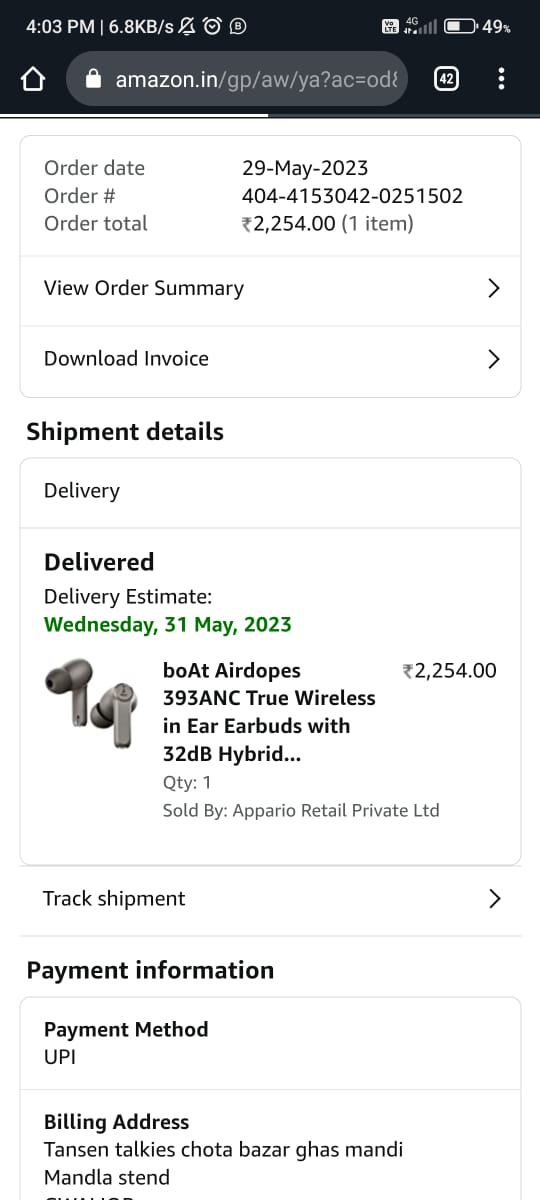 4:03 PM | 6.8KB/s
Vo LTE 4G 49%
amazon.in/gp/aw/ya?ac=od&
42
Order date 29-May-2023
Order # 404-4153042-0251502
Order total ₹2,254.00 (1 item)
View Order Summary
Download Invoice
Shipment details
Delivery
Delivered
Delivery Estimate:
Wednesday, 31 May, 2023
boAt Airdopes ₹2,254.00
393ANC True Wireless
in Ear Earbuds with
32dB Hybrid...
Qty: 1
Sold By: Appario Retail Private Ltd
Track shipment
Payment information
Payment Method
UPI
Billing Address
Tansen talkies chota bazar ghas mandi
Mandla stend